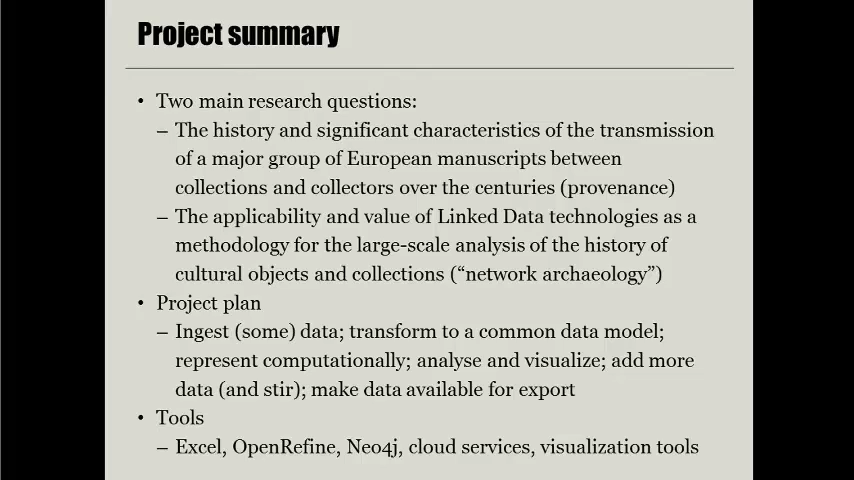 Project summary
• Two main research questions:
– The history and significant characteristics of the transmission
of a major group of European manuscripts between
collections and collectors over the centuries (provenance)
– The applicability and value of Linked Data technologies as a
methodology for the large-scale analysis of the history of
cultural objects and collections (“network archaeology”)
• Project plan
– Ingest (some) data; transform to a common data model;
represent computationally; analyse and visualize; add more
data (and stir); make data available for export
• Tools
– Excel, OpenRefine, Neo4j, cloud services, visualization tools